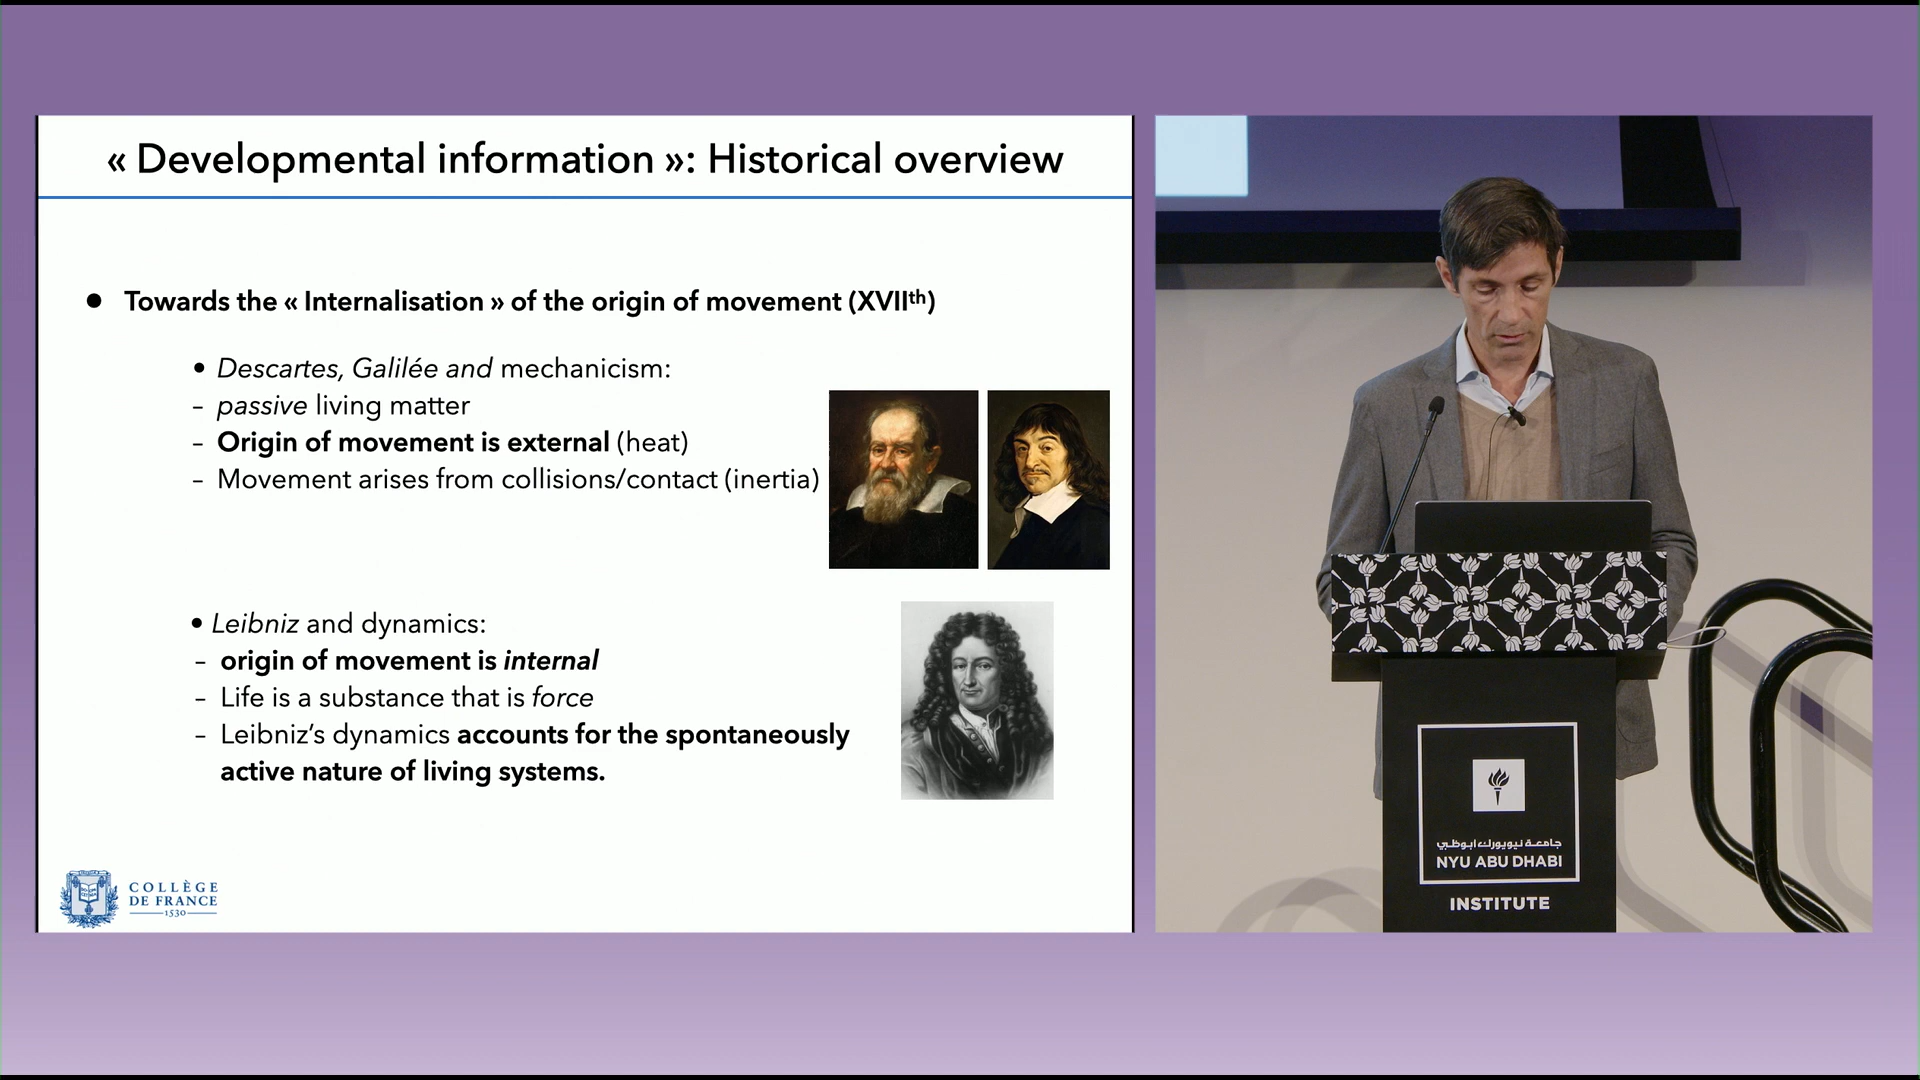 « Developmental information »: Historical overview
● Towards the « Internalisation » of the origin of movement (XVIIth)
• Descartes, Galilée and mechanicism:
– passive living matter
– Origin of movement is external (heat)
– Movement arises from collisions/contact (inertia)
• Leibniz and dynamics:
– origin of movement is internal
– Life is a substance that is force
– Leibniz’s dynamics accounts for the spontaneously
active nature of living systems.
COLLÈGE
DE FRANCE
1530
جامعة نيويورك أبوظبي
NYU ABU DHABI
INSTITUTE